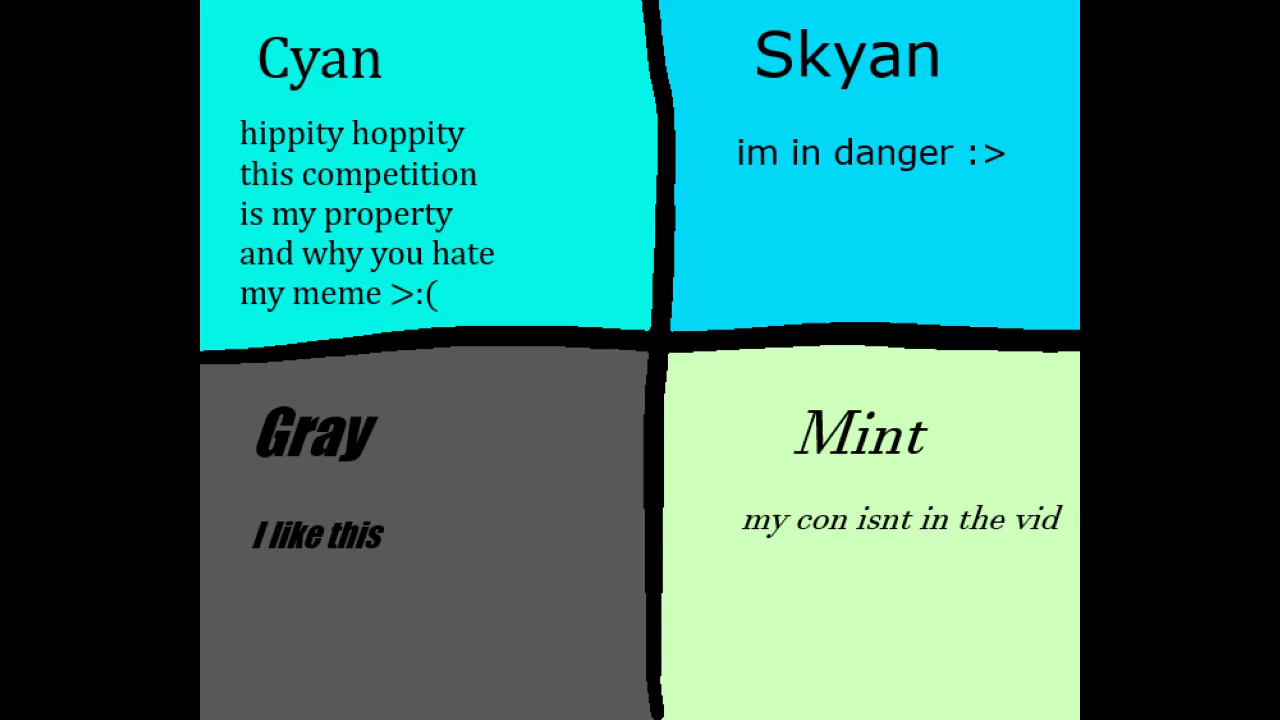 Cyan
hippity hoppity
this competition
is my property
and why you hate
my meme >:(
Skyan
im in danger :>
Gray
I like this
Mint
my con isnt in the vid